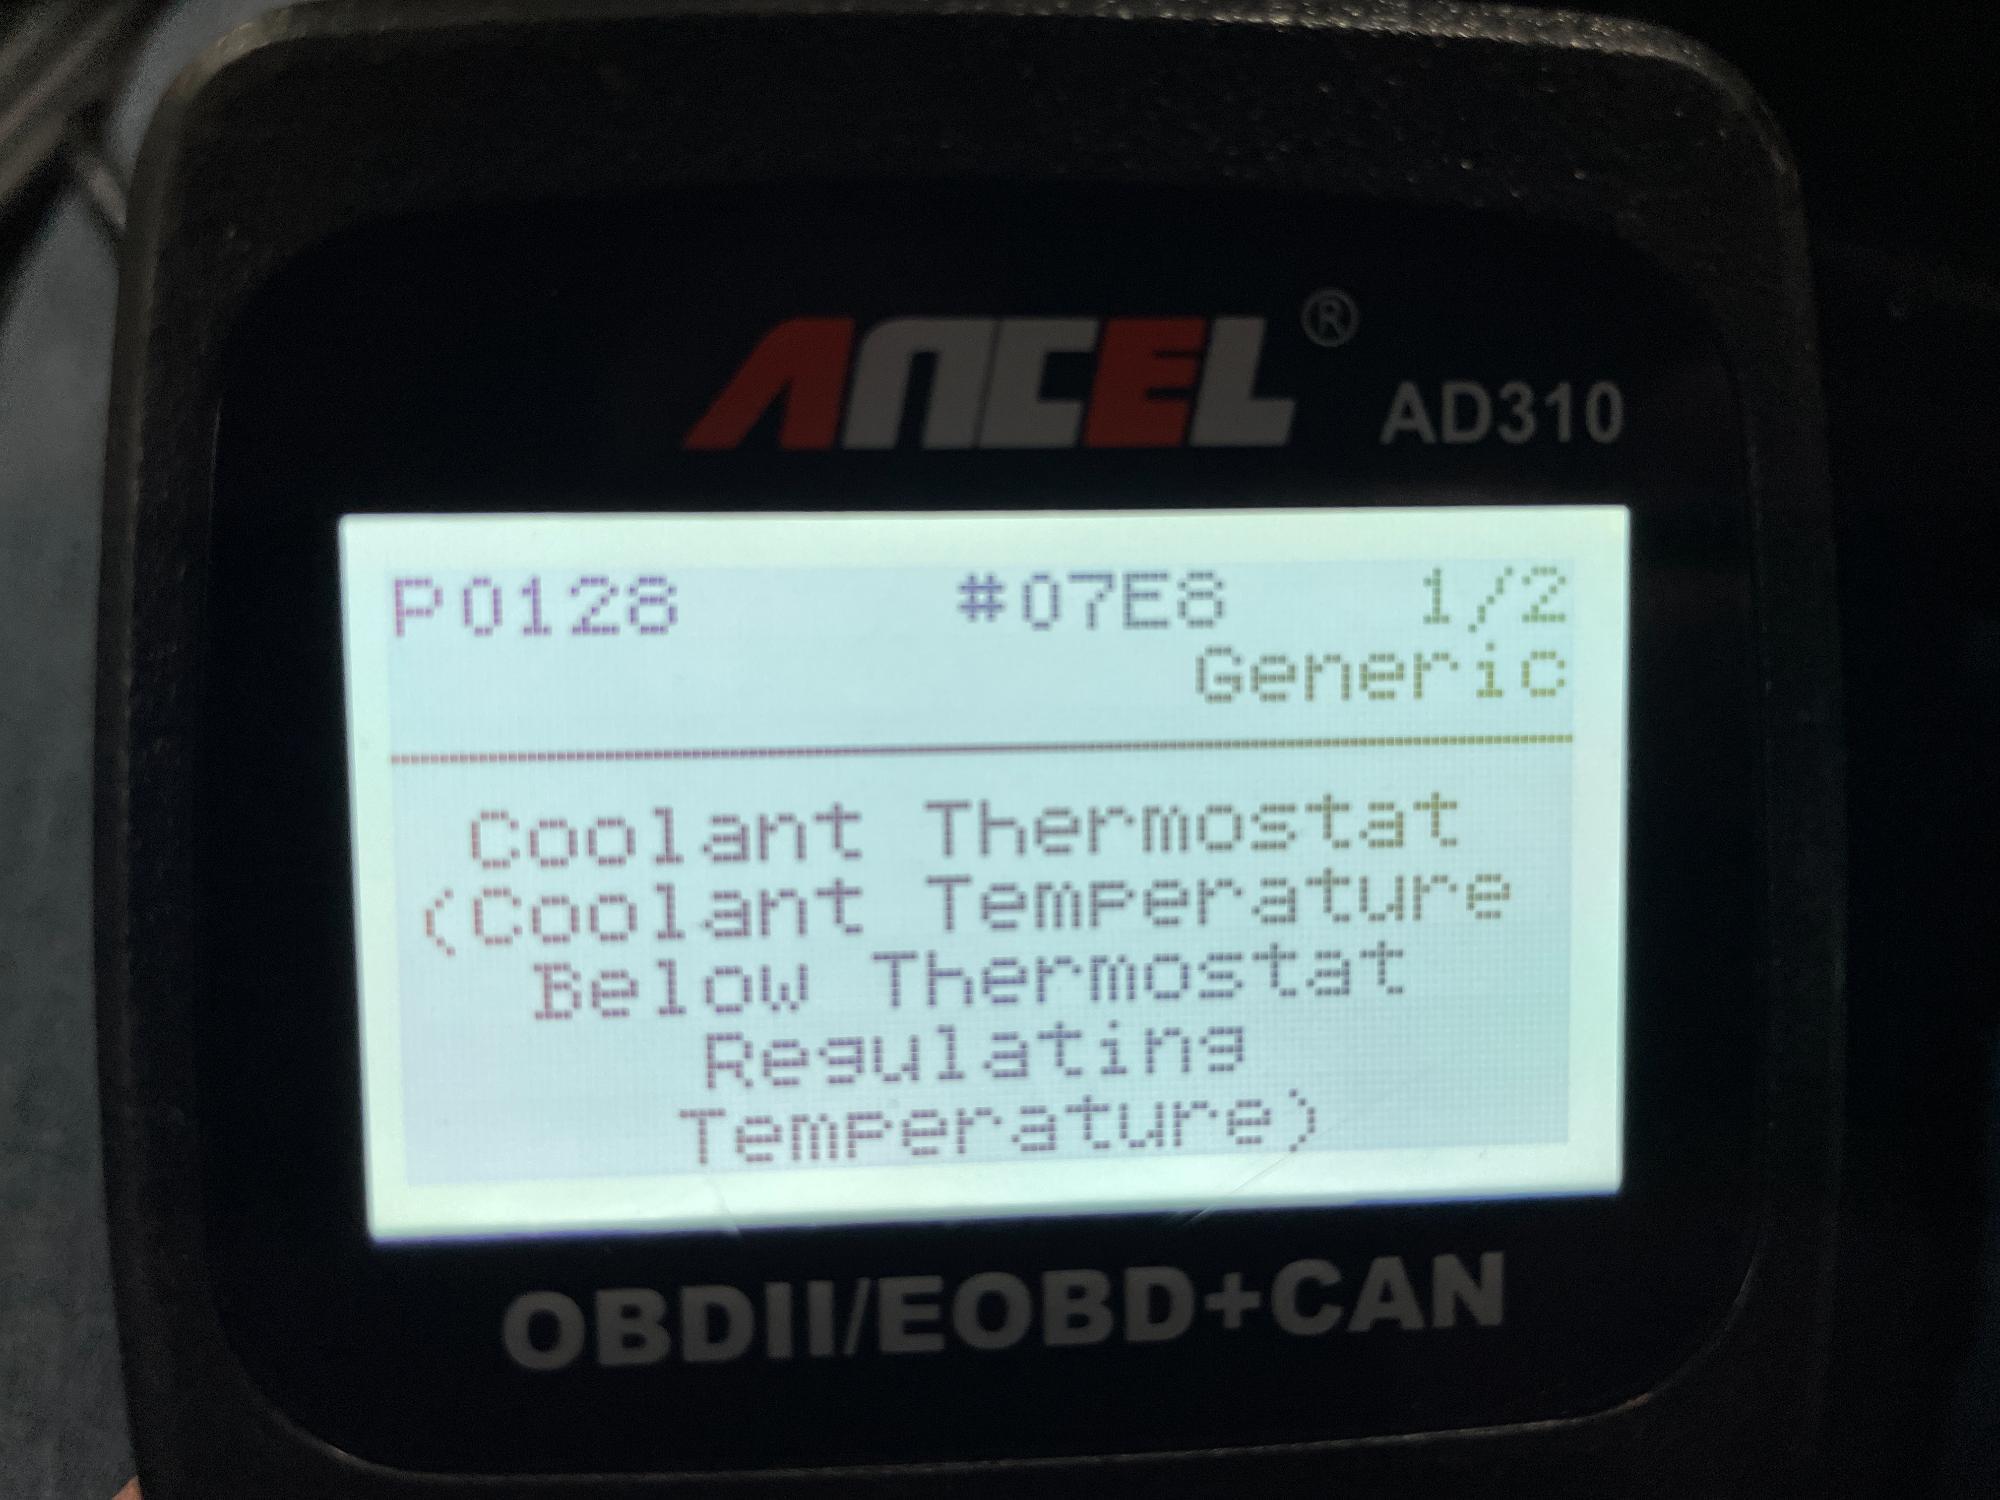 ANCEL®
AD310
P0128 #07E8 1/2
Generic
Coolant Thermostat
(Coolant Temperature
Below Thermostat
Regulating
Temperature)
OBDII/EOBD+CAN